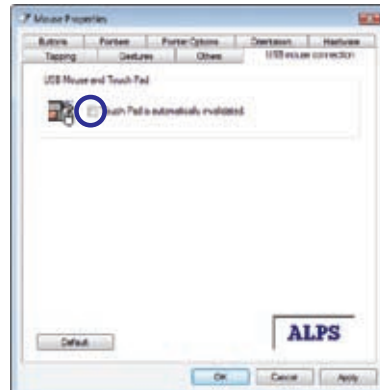 Mouse Properties
Buttons Pointers Pointer Options Orientation Hardware
Tapping Gestures Others USB mouse connection
USB Mouse and Touch Pad
Touch Pad is automatically invalidated.
ALPS
Default
OK Cancel Apply